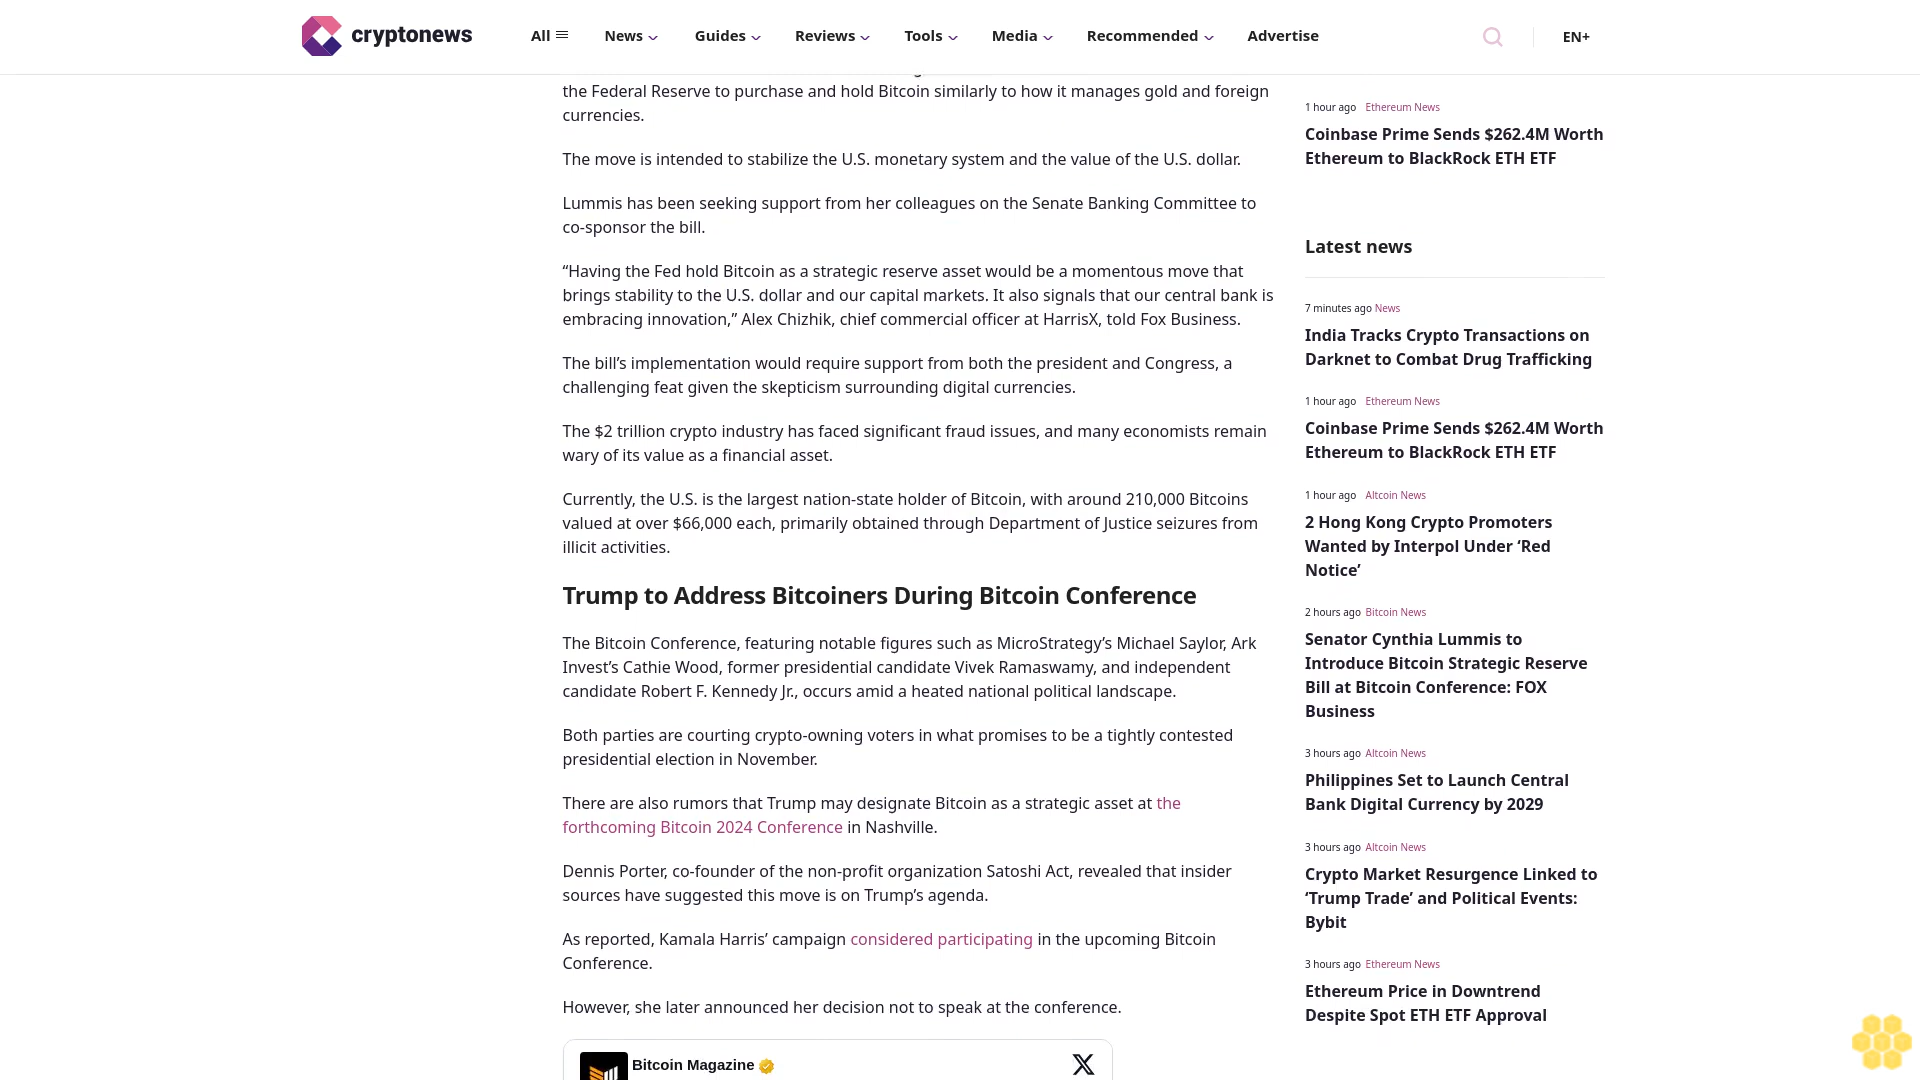 cryptonews
All
News
Guides
Reviews
Tools
Media
Recommended
Advertise
EN+
the Federal Reserve to purchase and hold Bitcoin similarly to how it manages gold and foreign
currencies.
The move is intended to stabilize the U.S. monetary system and the value of the U.S. dollar.
Lummis has been seeking support from her colleagues on the Senate Banking Committee to
co-sponsor the bill.
“Having the Fed hold Bitcoin as a strategic reserve asset would be a momentous move that
brings stability to the U.S. dollar and our capital markets. It also signals that our central bank is
embracing innovation,” Alex Chizhik, chief commercial officer at HarrisX, told Fox Business.
The bill’s implementation would require support from both the president and Congress, a
challenging feat given the skepticism surrounding digital currencies.
The $2 trillion crypto industry has faced significant fraud issues, and many economists remain
wary of its value as a financial asset.
Currently, the U.S. is the largest nation-state holder of Bitcoin, with around 210,000 Bitcoins
valued at over $66,000 each, primarily obtained through Department of Justice seizures from
illicit activities.
Trump to Address Bitcoiners During Bitcoin Conference
The Bitcoin Conference, featuring notable figures such as MicroStrategy’s Michael Saylor, Ark
Invest’s Cathie Wood, former presidential candidate Vivek Ramaswamy, and independent
candidate Robert F. Kennedy Jr., occurs amid a heated national political landscape.
Both parties are courting crypto-owning voters in what promises to be a tightly contested
presidential election in November.
There are also rumors that Trump may designate Bitcoin as a strategic asset at the
forthcoming Bitcoin 2024 Conference in Nashville.
Dennis Porter, co-founder of the non-profit organization Satoshi Act, revealed that insider
sources have suggested this move is on Trump’s agenda.
As reported, Kamala Harris’ campaign considered participating in the upcoming Bitcoin
Conference.
However, she later announced her decision not to speak at the conference.
Bitcoin Magazine
1 hour ago Ethereum News
Coinbase Prime Sends $262.4M Worth
Ethereum to BlackRock ETH ETF
Latest news
7 minutes ago News
India Tracks Crypto Transactions on
Darknet to Combat Drug Trafficking
1 hour ago Ethereum News
Coinbase Prime Sends $262.4M Worth
Ethereum to BlackRock ETH ETF
1 hour ago Altcoin News
2 Hong Kong Crypto Promoters
Wanted by Interpol Under ‘Red
Notice’
2 hours ago Bitcoin News
Senator Cynthia Lummis to
Introduce Bitcoin Strategic Reserve
Bill at Bitcoin Conference: FOX
Business
3 hours ago Altcoin News
Philippines Set to Launch Central
Bank Digital Currency by 2029
3 hours ago Altcoin News
Crypto Market Resurgence Linked to
‘Trump Trade’ and Political Events:
Bybit
3 hours ago Ethereum News
Ethereum Price in Downtrend
Despite Spot ETH ETF Approval